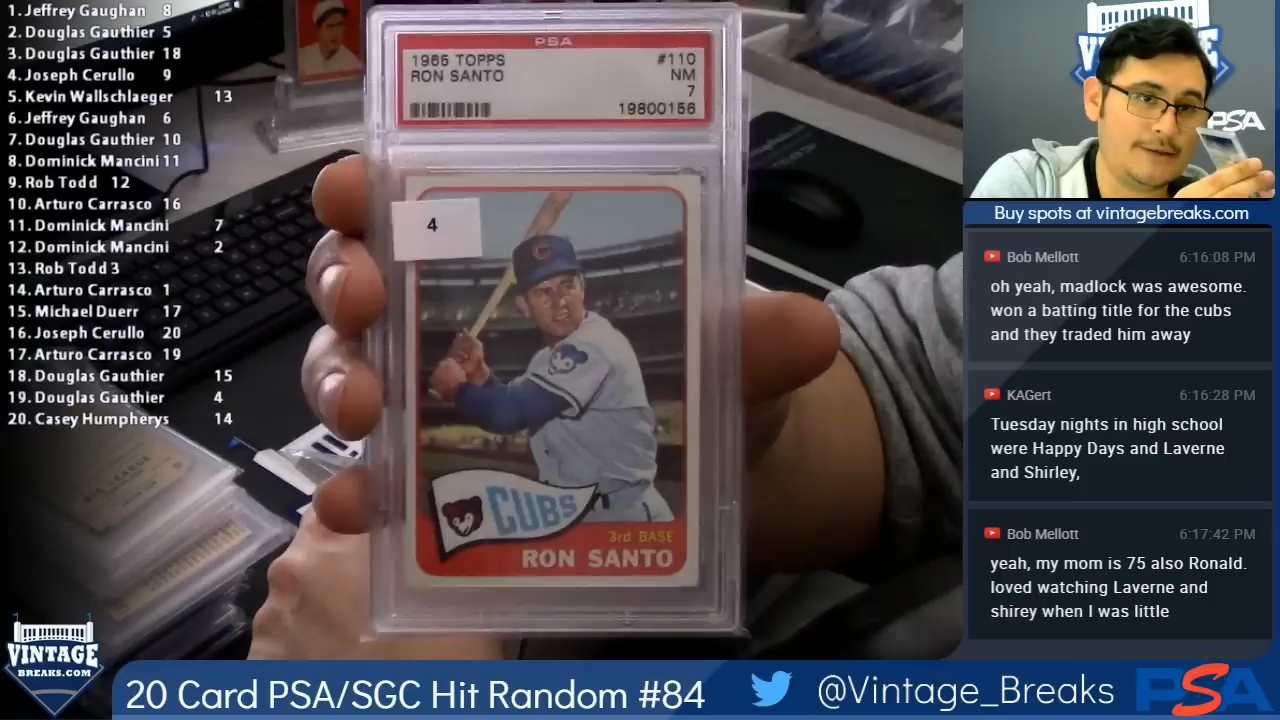 1. Jeffrey Gaughan 8
2. Douglas Gauthier 5
3. Douglas Gauthier 18
4. Joseph Cerullo 9
5. Kevin Wallschlaeger 13
6. Jeffrey Gaughan 6
7. Douglas Gauthier 10
8. Dominick Mancini 11
9. Rob Todd 12
10. Arturo Carrasco 16
11. Dominick Mancini 7
12. Dominick Mancini 2
13. Rob Todd 3
14. Arturo Carrasco 1
15. Michael Duerr 17
16. Joseph Cerullo 20
17. Arturo Carrasco 19
18. Douglas Gauthier 15
19. Douglas Gauthier 4
20. Casey Humpherys 14
PSA
1965 TOPPS #110
RON SANTO NM
7
19800156
4
C
CUBS
3rd BASE
RON SANTO
PSA
Buy spots at vintagebreaks.com
Bob Mellott 6:16:08 PM
oh yeah, madlock was awesome.
won a batting title for the cubs
and they traded him away
KAGert 6:16:28 PM
Tuesday nights in high school
were Happy Days and Laverne
and Shirley,
Bob Mellott 6:17:42 PM
yeah, my mom is 75 also Ronald.
loved watching Laverne and
shirey when I was little
VINTAGE
BREAKS.COM
20 Card PSA/SGC Hit Random #84
@Vintage_Breaks
PSA